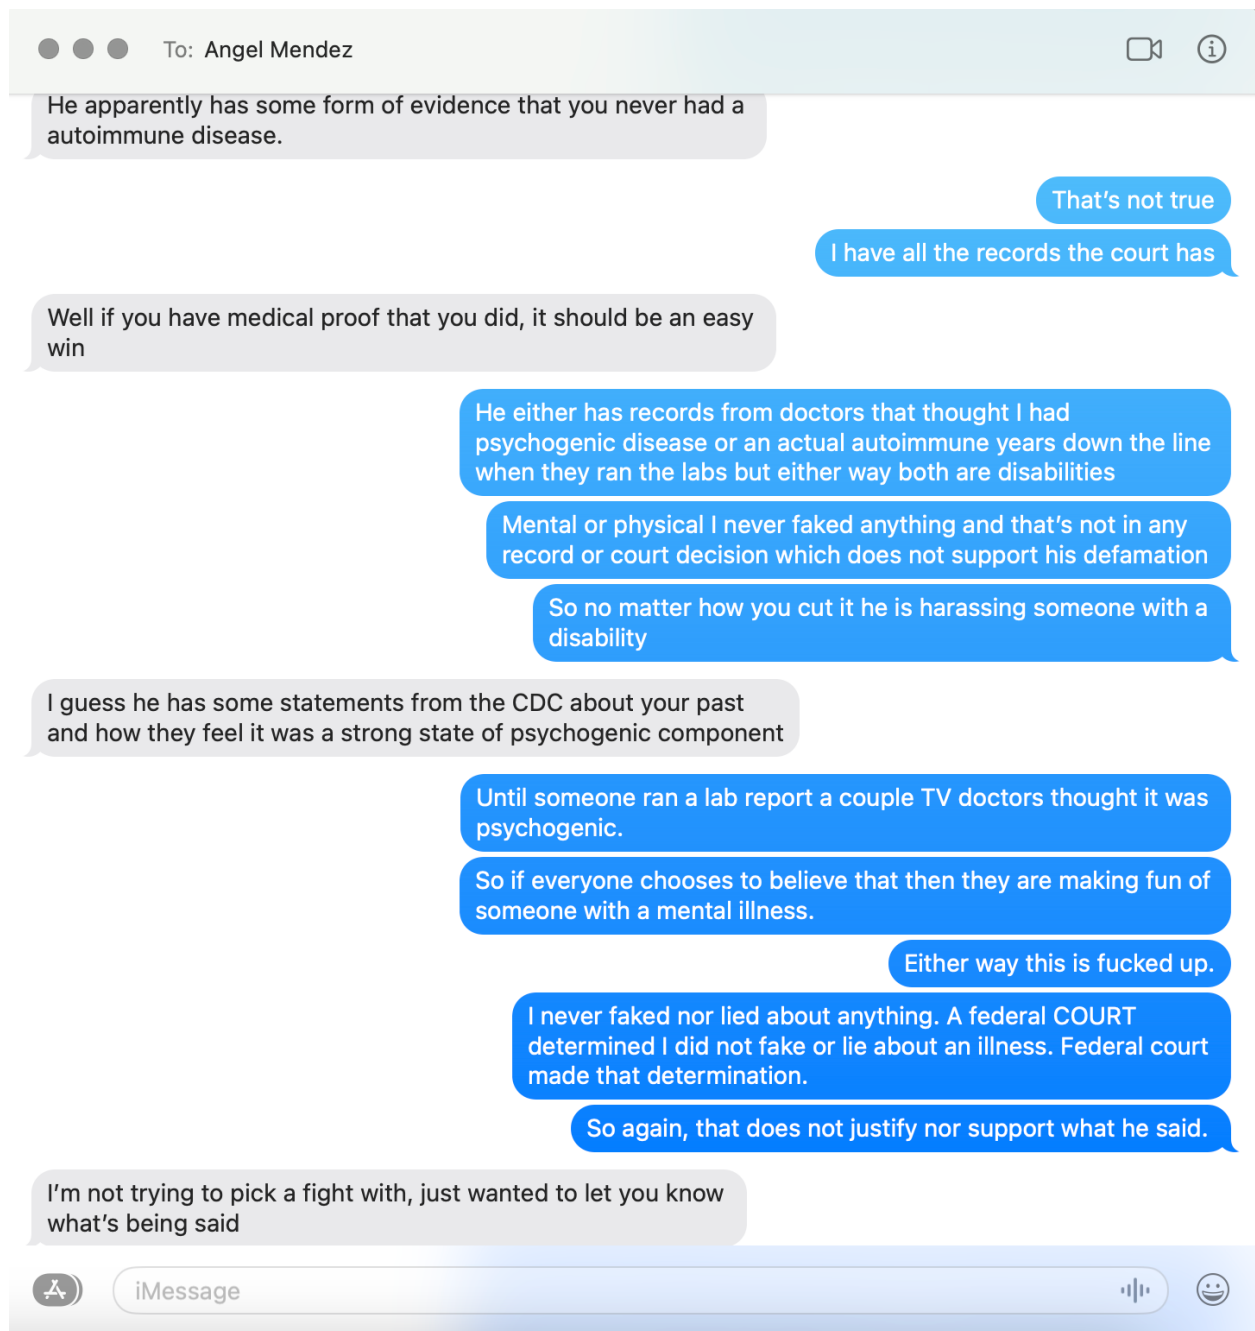 To: Angel Mendez
He apparently has some form of evidence that you never had a
autoimmune disease.
That’s not true
I have all the records the court has
Well if you have medical proof that you did, it should be an easy
win
He either has records from doctors that thought I had
psychogenic disease or an actual autoimmune years down the line
when they ran the labs but either way both are disabilities
Mental or physical I never faked anything and that’s not in any
record or court decision which does not support his defamation
So no matter how you cut it he is harassing someone with a
disability
I guess he has some statements from the CDC about your past
and how they feel it was a strong state of psychogenic component
Until someone ran a lab report a couple TV doctors thought it was
psychogenic.
So if everyone chooses to believe that then they are making fun of
someone with a mental illness.
Either way this is fucked up.
I never faked nor lied about anything. A federal COURT
determined I did not fake or lie about an illness. Federal court
made that determination.
So again, that does not justify nor support what he said.
I’m not trying to pick a fight with, just wanted to let you know
what’s being said
iMessage